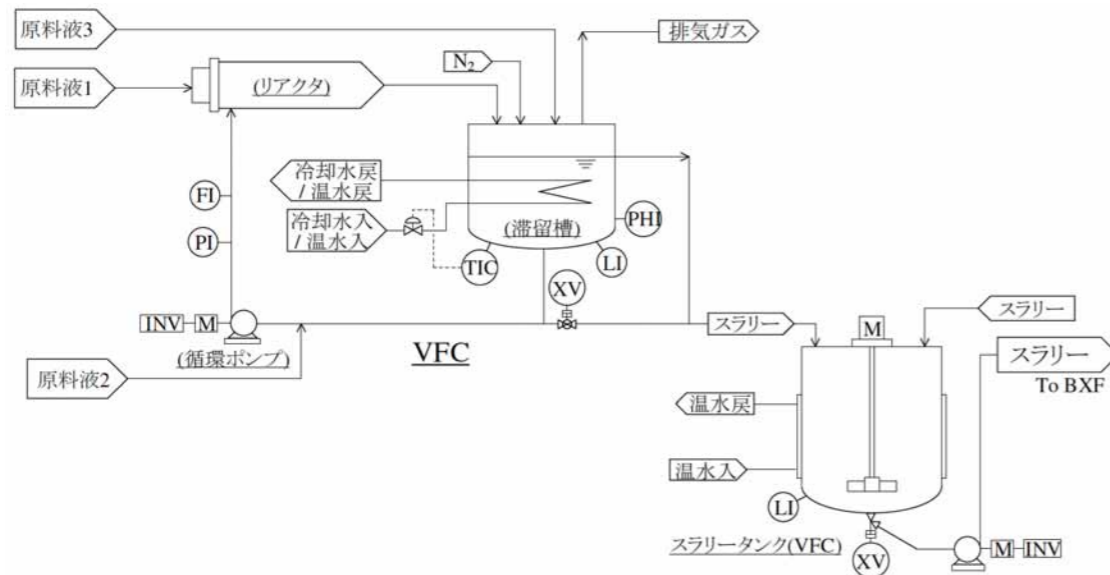 原料液3
排気ガス
N2
原料液1
(リアクタ)
冷却水戻
/ 温水戻
FI
冷却水入
/ 温水入
PHI
(滞留槽)
PI
TIC
LI
XV
INV
M
スラリー
スラリー
M
(循環ポンプ)
VFC
スラリー
原料液2
To BXF
温水戻
温水入
LI
スラリータンク(VFC)
XV
M
INV